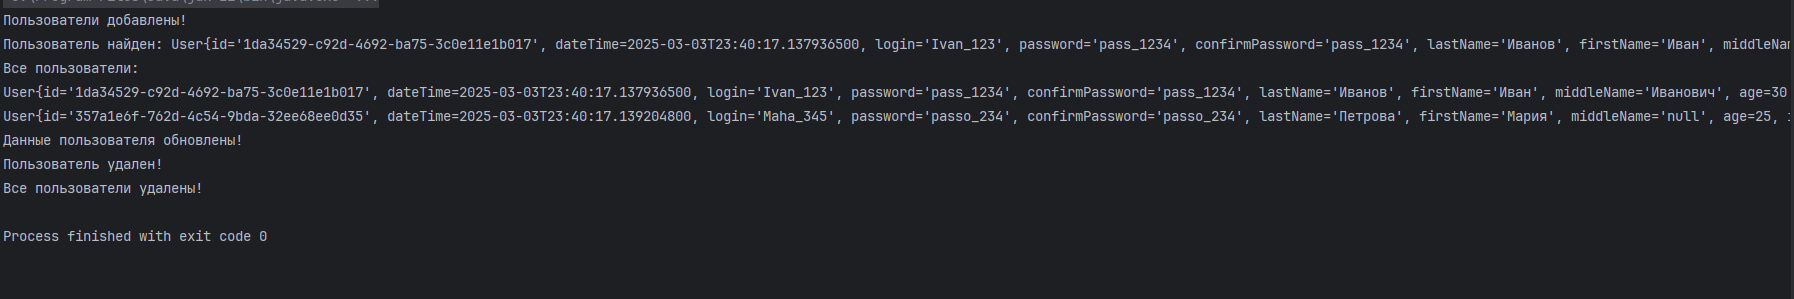 Пользователи добавлены!
Пользователь найден: User{id='1da34529-c92d-4692-ba75-3c0e11e1b017', dateTime=2025-03-03T23:40:17.137936500, login='Ivan_123', password='pass_1234', confirmPassword='pass_1234', lastName='Иванов', firstName='Иван', middleNam
Все пользователи:
User{id='1da34529-c92d-4692-ba75-3c0e11e1b017', dateTime=2025-03-03T23:40:17.137936500, login='Ivan_123', password='pass_1234', confirmPassword='pass_1234', lastName='Иванов', firstName='Иван', middleName='Иванович', age=30
User{id='357a1e6f-762d-4c54-9bda-32ee68ee0d35', dateTime=2025-03-03T23:40:17.139204800, login='Maha_345', password='passo_234', confirmPassword='passo_234', lastName='Петрова', firstName='Мария', middleName='null', age=25,
Данные пользователя обновлены!
Пользователь удален!
Все пользователи удалены!
Process finished with exit code 0